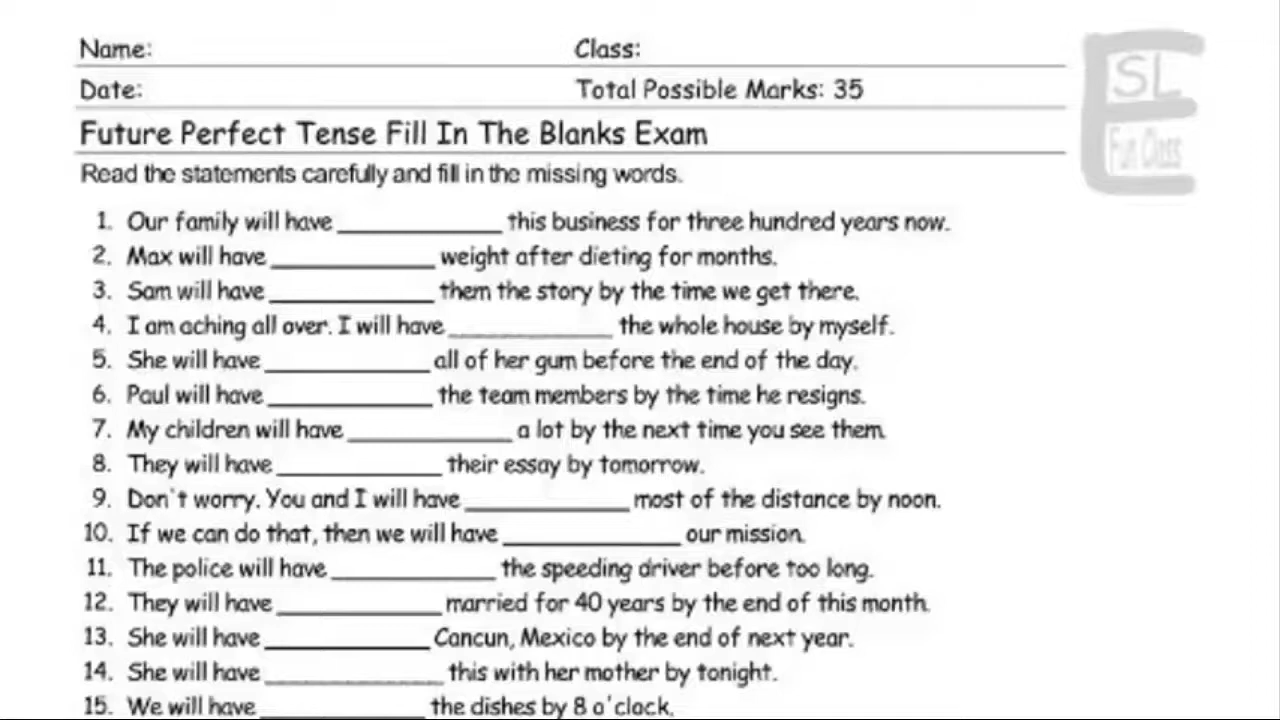 Name: Class:
Date: Total Possible Marks: 35
Future Perfect Tense Fill In The Blanks Exam
Read the statements carefully and fill in the missing words.
1. Our family will have ____________ this business for three hundred years now.
2. Max will have ____________ weight after dieting for months.
3. Sam will have ____________ them the story by the time we get there.
4. I am aching all over. I will have ____________ the whole house by myself.
5. She will have ____________ all of her gum before the end of the day.
6. Paul will have ____________ the team members by the time he resigns.
7. My children will have ____________ a lot by the next time you see them.
8. They will have ____________ their essay by tomorrow.
9. Don't worry. You and I will have ____________ most of the distance by noon.
10. If we can do that, then we will have _____________ our mission.
11. The police will have ____________ the speeding driver before too long.
12. They will have ____________ married for 40 years by the end of this month.
13. She will have ____________ Cancun, Mexico by the end of next year.
14. She will have _____________ this with her mother by tonight.
15. We will have ____________ the dishes by 8 o'clock.
ESL
Fun Class